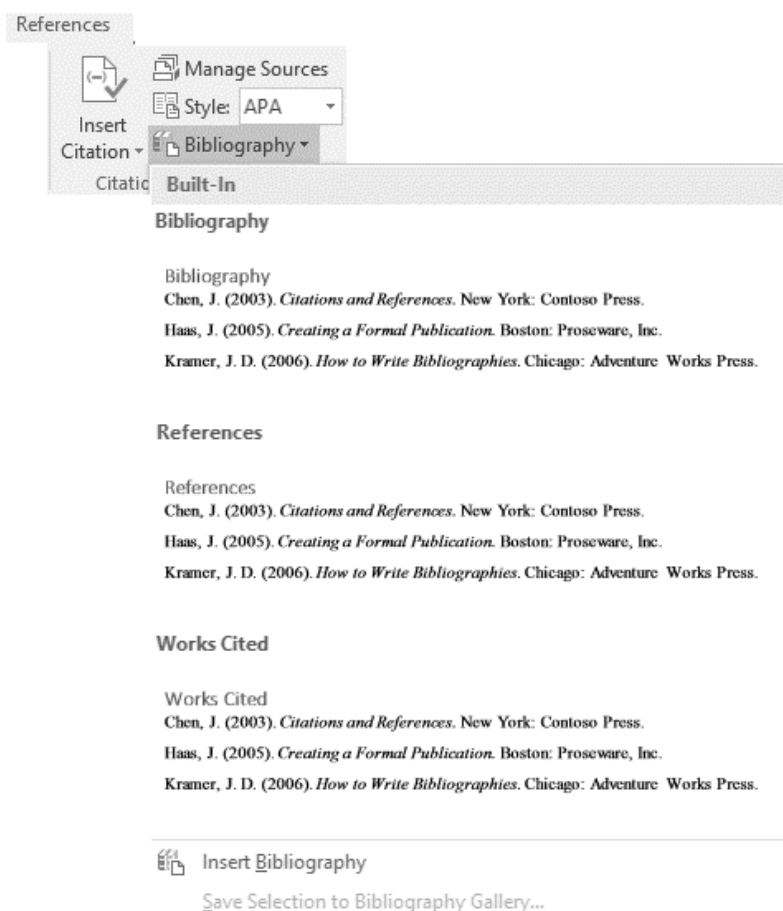 References
Manage Sources
Style: APA
Insert
Citation
Bibliography
Citatio
Built-In
Bibliography
Bibliography
Chen, J. (2003). Citations and References. New York: Contoso Press.
Haas, J. (2005). Creating a Formal Publication. Boston: Proseware, Inc.
Kramer, J. D. (2006). How to Write Bibliographies. Chicago: Adventure Works Press.
References
References
Chen, J. (2003). Citations and References. New York: Contoso Press.
Haas, J. (2005). Creating a Formal Publication. Boston: Proseware, Inc.
Kramer, J. D. (2006). How to Write Bibliographies. Chicago: Adventure Works Press.
Works Cited
Works Cited
Chen, J. (2003). Citations and References. New York: Contoso Press.
Haas, J. (2005). Creating a Formal Publication. Boston: Proseware, Inc.
Kramer, J. D. (2006). How to Write Bibliographies. Chicago: Adventure Works Press.
Insert Bibliography
Save Selection to Bibliography Gallery...